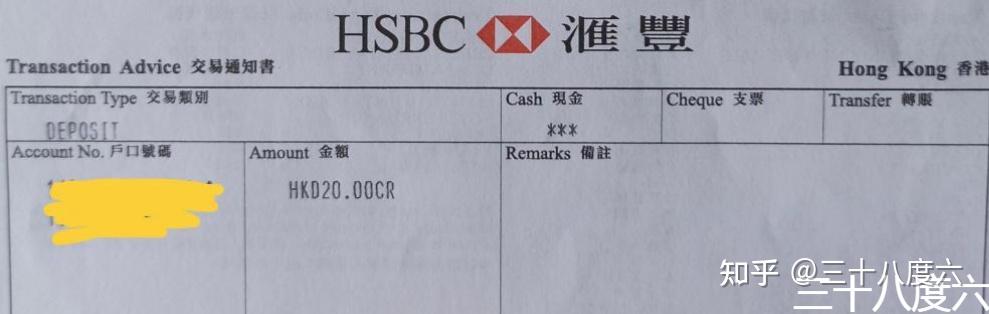 HSBC 滙豐
Transaction Advice 交易通知書
Hong Kong 香港
Transaction Type 交易類別
Cash 現金
Cheque 支票
Transfer 轉賬
DEPOSIT
***
Account No. 戶口號碼
Amount 金額
Remarks 備註
HKD20.00CR
知乎 @三十八度六
三十八度六